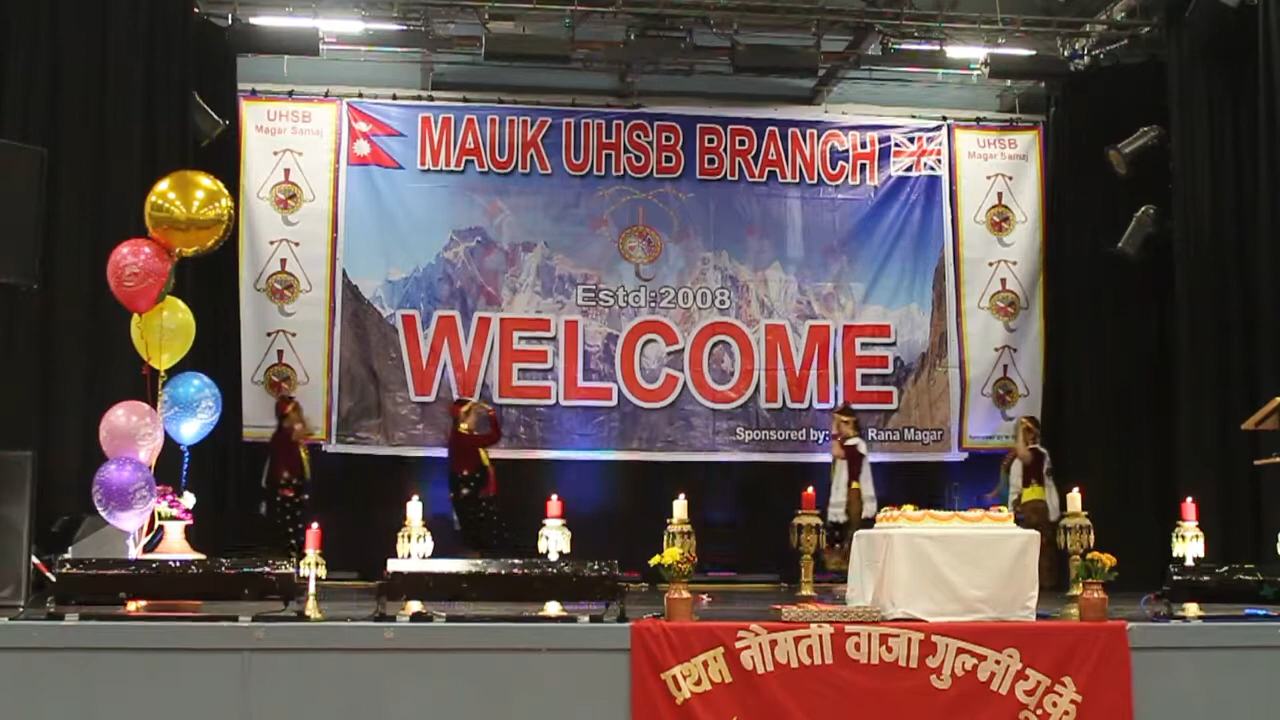 UHSB
Magar Samaj
MAUK UHSB BRANCH
UHSB
Magar Samaj
Estd:2008
WELCOME
Sponsored by: Rana Magar
प्रथम नौमती वाजा गुल्मी यू.के